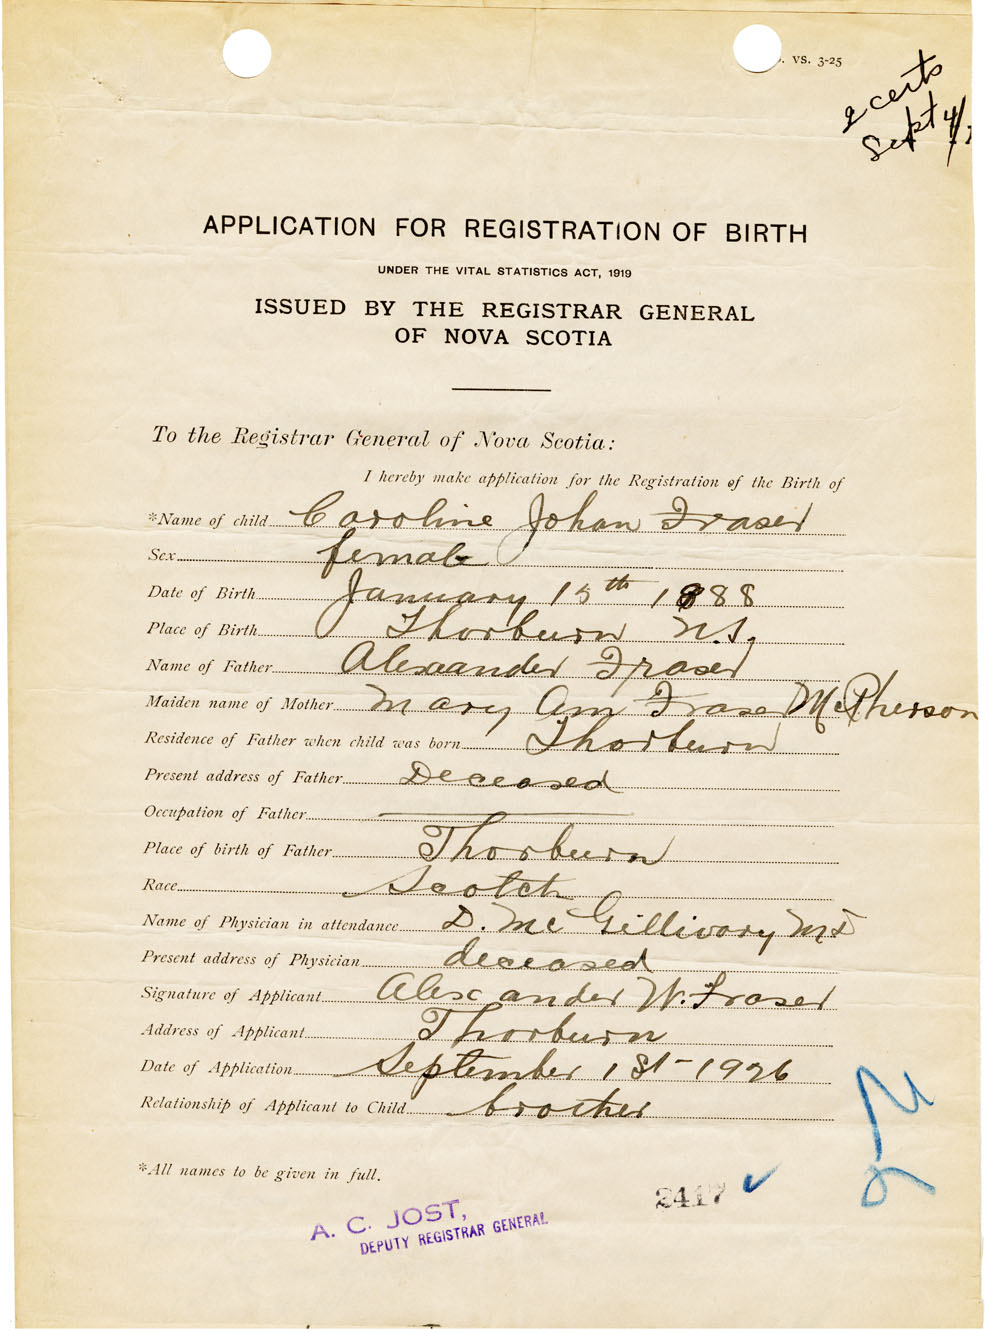 . VS. 3-25
2 certs
Sept 4/
APPLICATION FOR REGISTRATION OF BIRTH
UNDER THE VITAL STATISTICS ACT, 1919
ISSUED BY THE REGISTRAR GENERAL
OF NOVA SCOTIA
To the Registrar General of Nova Scotia:
I hereby make application for the Registration of the Birth of
*Name of child Caroline Johan Fraser
Sex female
Date of Birth January 15th 1888
Place of Birth Thorburn N.S.
Name of Father Alexander Fraser
Maiden name of Mother Mary Ann Fraser McPherson
Residence of Father when child was born Thorburn
Present address of Father Deceased
Occupation of Father
Place of birth of Father Thorburn
Race Scotch
Name of Physician in attendance D. McGillivary MD
Present address of Physician deceased
Signature of Applicant Alexander W. Fraser
Address of Applicant Thorburn
Date of Application September 1st - 1926
Relationship of Applicant to Child brother
*All names to be given in full.
2417
A. C. JOST,
DEPUTY REGISTRAR GENERAL